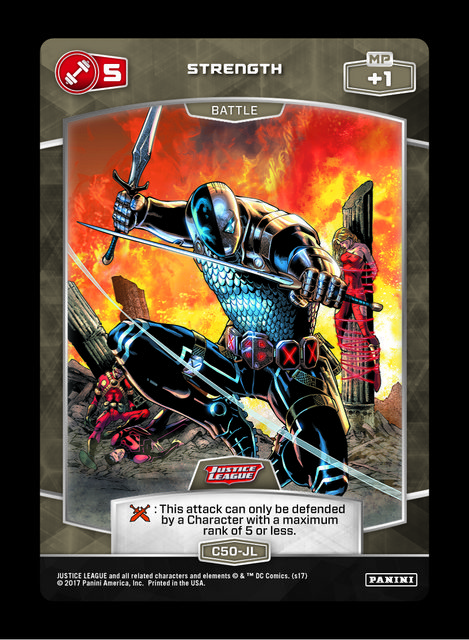 5
STRENGTH
MP
+1
BATTLE
JUSTICE
LEAGUE
: This attack can only be defended
by a Character with a maximum
rank of 5 or less.
C50-JL
JUSTICE LEAGUE and all related characters and elements © & ™ DC Comics. (s17)
© 2017 Panini America, Inc. Printed in the USA.
PANINI